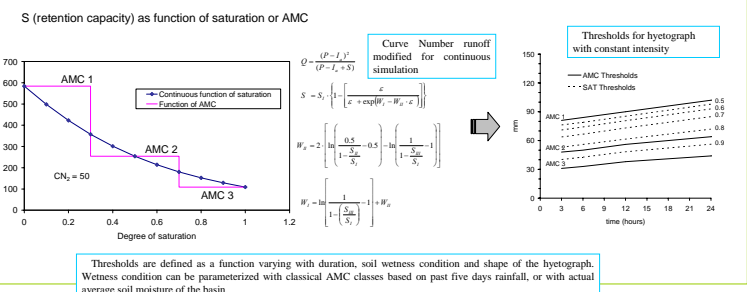 S (retention capacity) as function of saturation or AMC
700
600
500
400
300
200
100
0
0
0.2
0.4
0.6
0.8
1
1.2
Degree of saturation
AMC 1
AMC 2
AMC 3
CN2 = 50
Continuous function of saturation
Function of AMC
Curve Number runoff
modified for continuous
simulation
Thresholds for hyetograph
with constant intensity
150
120
90
60
30
0
mm
0
3
6
9
12
15
18
21
24
time (hours)
AMC Thresholds
SAT Thresholds
AMC 1
AMC 2
AMC 3
0.5
0.6
0.7
0.8
0.9
Thresholds are defined as a function varying with duration, soil wetness condition and shape of the hyetograph.
Wetness condition can be parameterized with classical AMC classes based on past five days rainfall, or with actual
average soil moisture of the basin